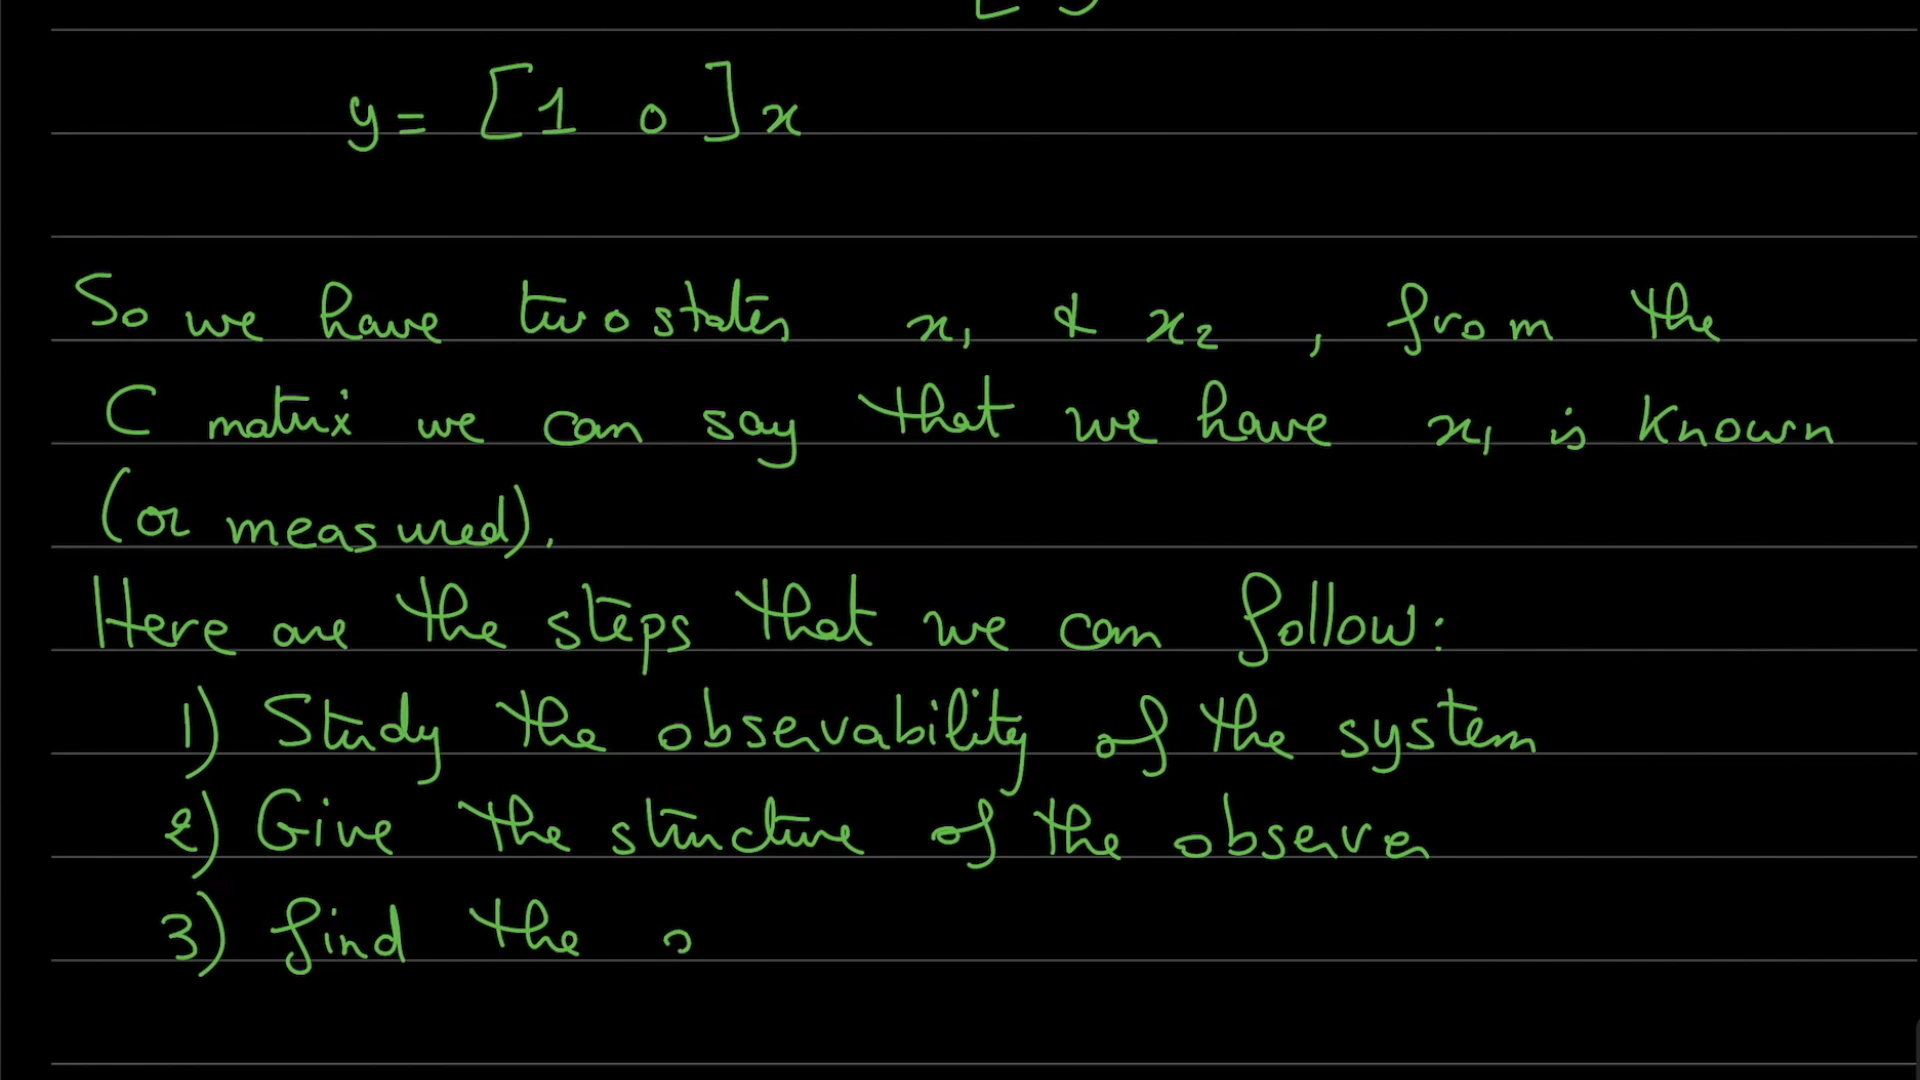 y = [ 1 0 ] x
So we have two states x₁ & x₂ , from the
C matrix we can say that we have x₁ is known
(or measured).
Here are the steps that we can follow:
1) Study the observability of the system
2) Give the structure of the observer
3) find the o